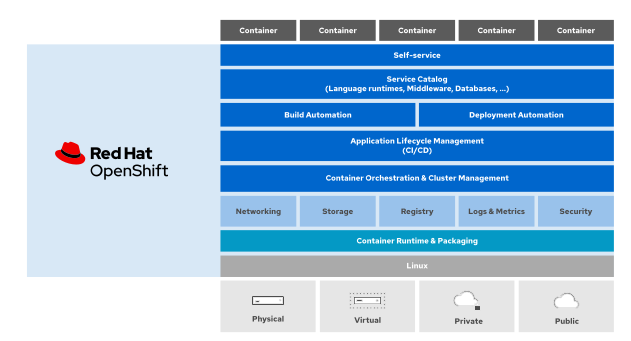 Container Container Container Container Container
Self-service
Service Catalog
(Language runtimes, Middleware, Databases, ...)
Build Automation Deployment Automation
Application Lifecycle Management
(CI/CD)
Container Orchestration & Cluster Management
Red Hat
OpenShift
Networking Storage Registry Logs & Metrics Security
Container Runtime & Packaging
Linux
Physical Virtual Private Public